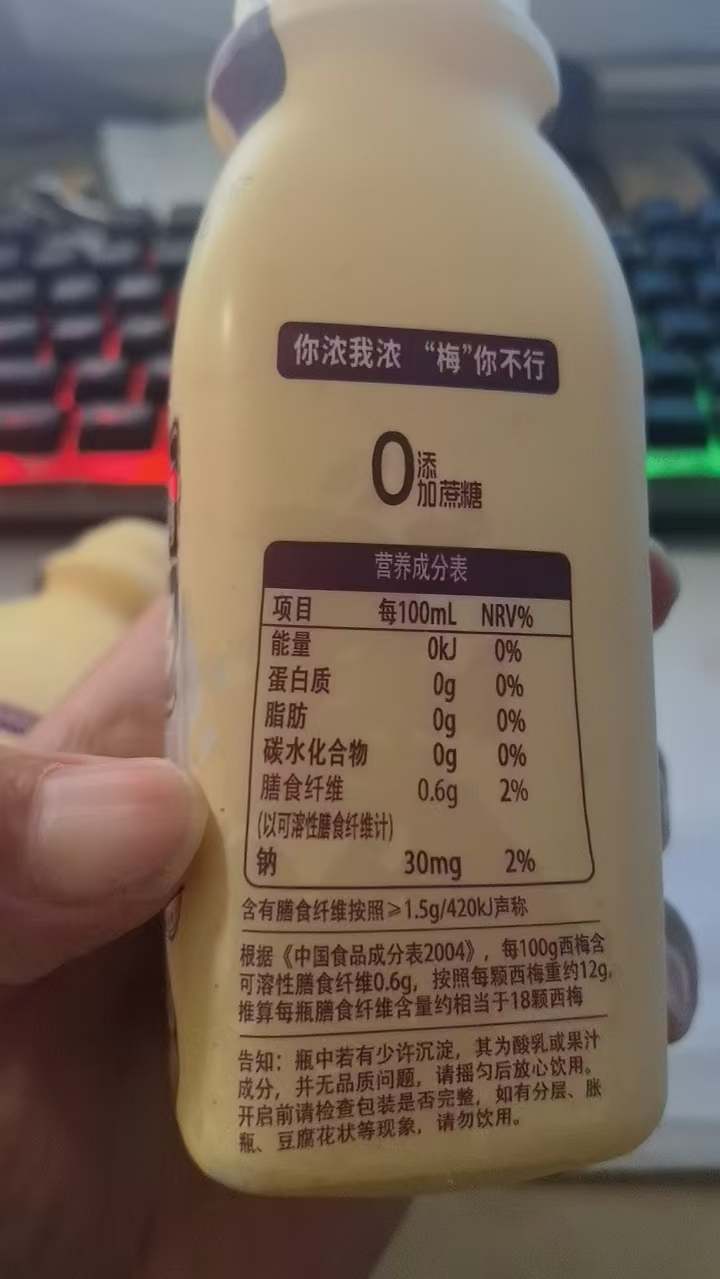 你浓我浓 “梅”你不行
0添
加蔗糖
营养成分表
项目 每100mL NRV%
能量 0kJ 0%
蛋白质 0g 0%
脂肪 0g 0%
碳水化合物 0g 0%
膳食纤维 0.6g 2%
(以可溶性膳食纤维计)
钠 30mg 2%
含有膳食纤维按照≥1.5g/420kJ声称
根据《中国食品成分表2004》，每100g西梅含
可溶性膳食纤维0.6g，按照每颗西梅重约12g，
推算每瓶膳食纤维含量约相当于18颗西梅
告知：瓶中若有少许沉淀，其为酸乳或果汁
成分，并无品质问题，请摇匀后放心饮用。
开启前请检查包装是否完整，如有分层、胀
瓶、豆腐花状等现象，请勿饮用。